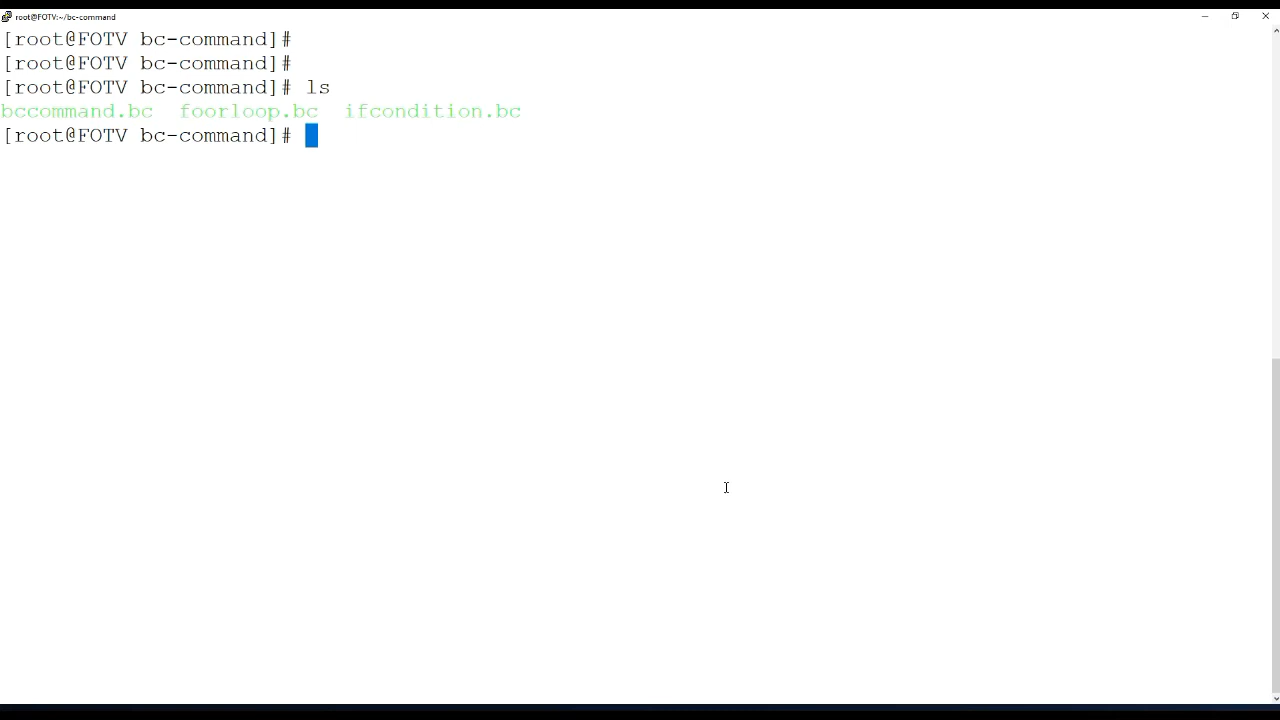 root@FOTV:~/bc-command
[root@FOTV bc-command]#
[root@FOTV bc-command]#
[root@FOTV bc-command]# ls
bccommand.bc  foorloop.bc  ifcondition.bc
[root@FOTV bc-command]#